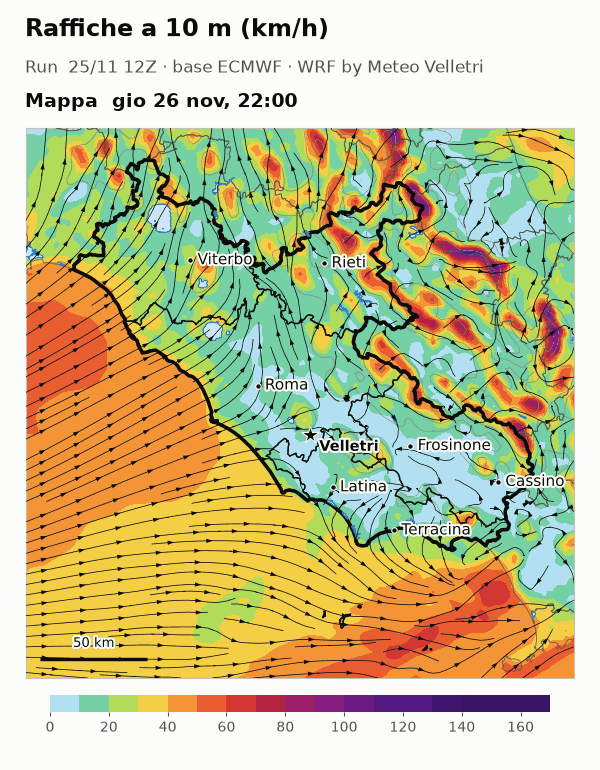 Raffiche a 10 m (km/h)
Run  25/11 12Z · base ECMWF · WRF by Meteo Velletri
Mappa  gio 26 nov, 22:00
Viterbo
Rieti
Roma
Velletri
Frosinone
Latina
Cassino
Terracina
50 km
0 20 40 60 80 100 120 140 160